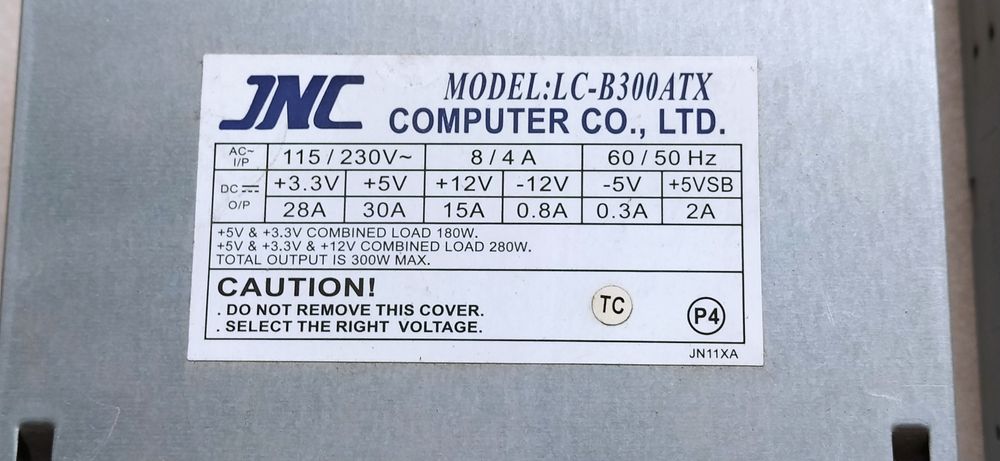 JNC MODEL:LC-B300ATX
COMPUTER CO., LTD.
AC~ I/P 115 / 230V~ 8 / 4 A 60 / 50 Hz
DC O/P +3.3V +5V +12V -12V -5V +5VSB
28A 30A 15A 0.8A 0.3A 2A
+5V & +3.3V COMBINED LOAD 180W.
+5V & +3.3V & +12V COMBINED LOAD 280W.
TOTAL OUTPUT IS 300W MAX.
CAUTION!
. DO NOT REMOVE THIS COVER.
. SELECT THE RIGHT VOLTAGE.
TC
P4
JN11XA